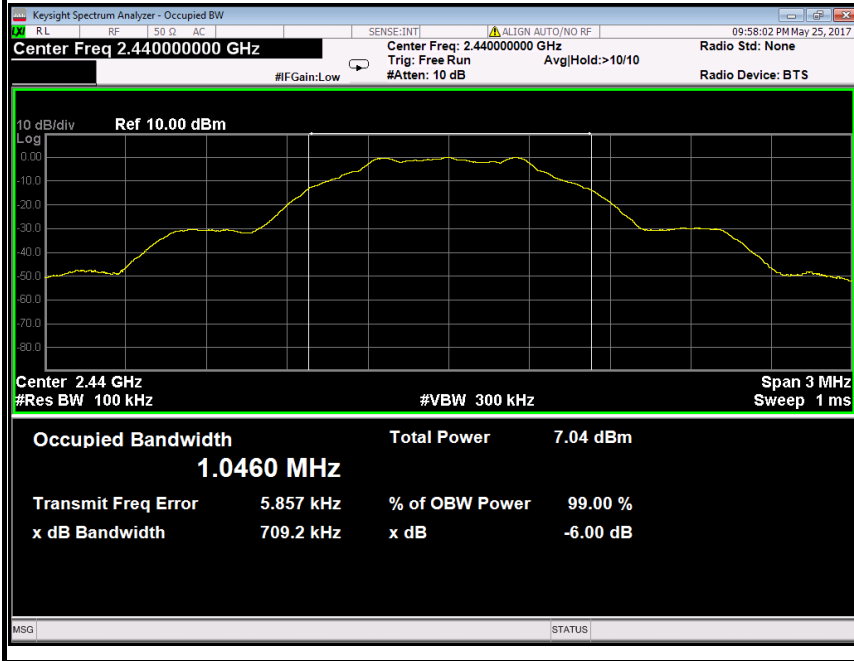 Keysight Spectrum Analyzer - Occupied BW
LXI RL RF 50 Ω AC SENSE:INT ALIGN AUTO/NO RF 09:58:02 PM May 25, 2017
Center Freq 2.440000000 GHz
Center Freq: 2.440000000 GHz
Radio Std: None
Trig: Free Run
Avg|Hold:>10/10
#IFGain:Low
#Atten: 10 dB
Radio Device: BTS
10 dB/div Ref 10.00 dBm
Log
0.00
-10.0
-20.0
-30.0
-40.0
-50.0
-60.0
-70.0
-80.0
Center 2.44 GHz
Span 3 MHz
#Res BW 100 kHz
#VBW 300 kHz
Sweep 1 ms
Occupied Bandwidth
Total Power 7.04 dBm
1.0460 MHz
Transmit Freq Error 5.857 kHz
% of OBW Power 99.00 %
x dB Bandwidth 709.2 kHz
x dB -6.00 dB
MSG
STATUS